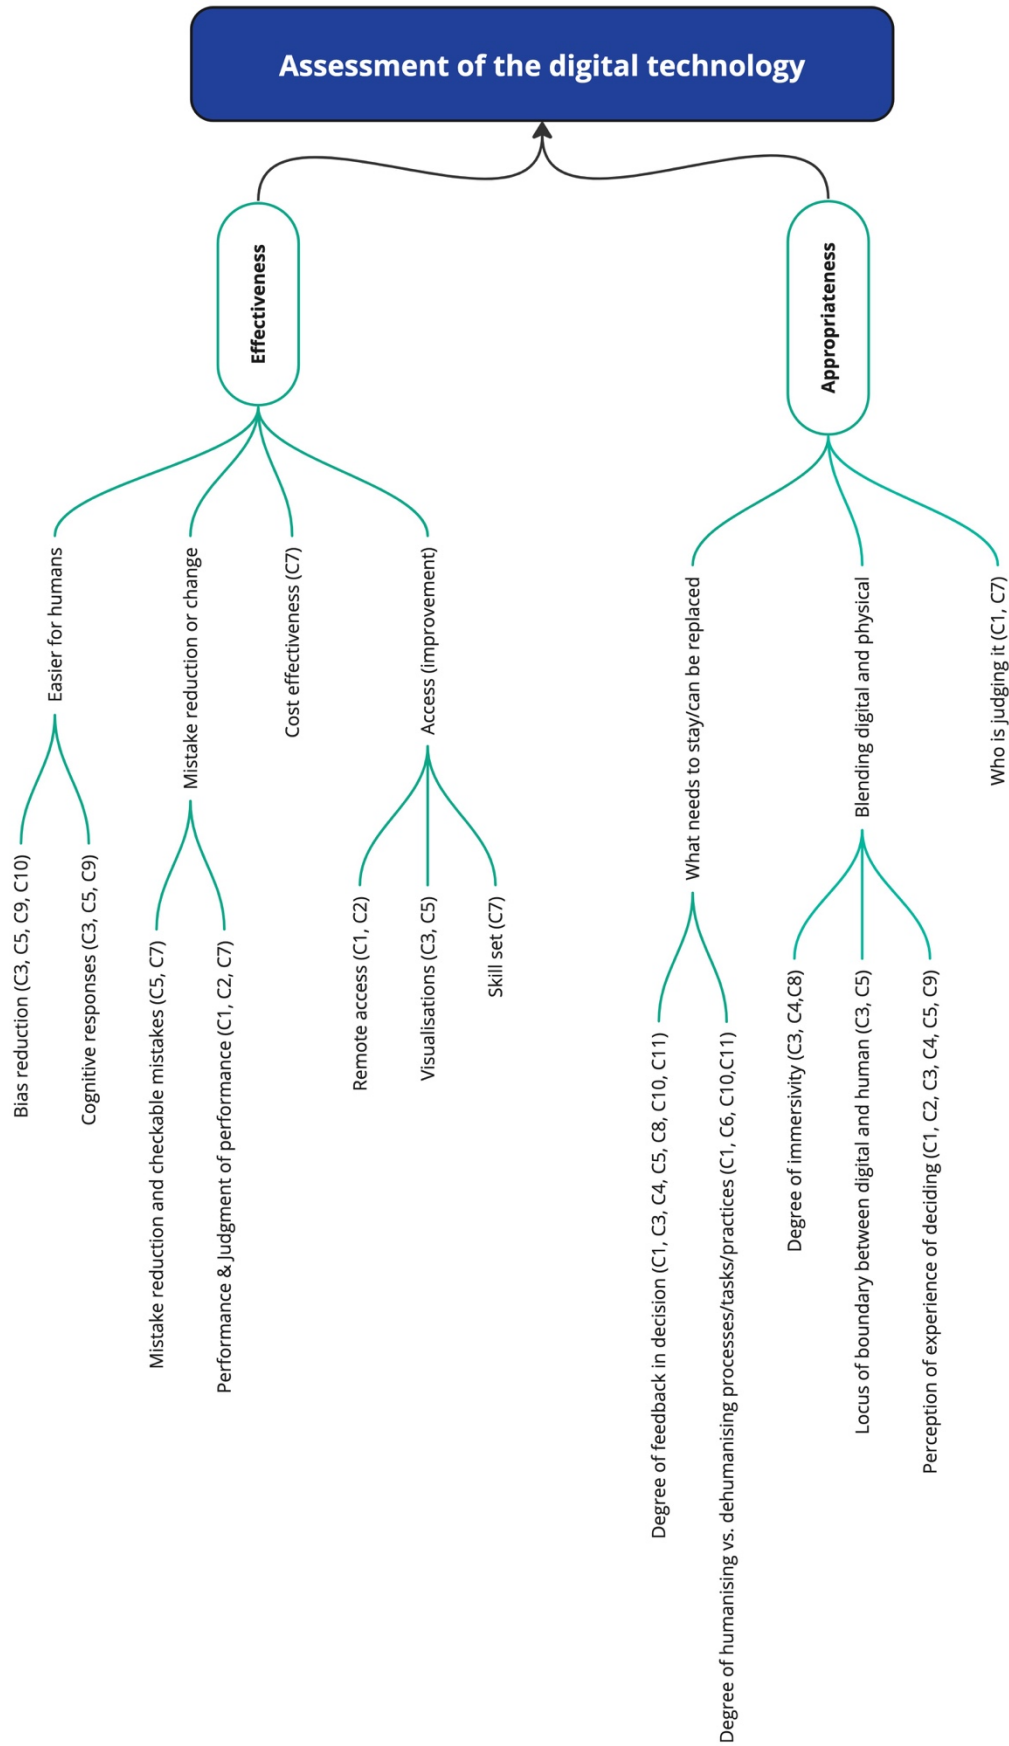 Assessment of the digital technology
Effectiveness
Easier for humans
Bias reduction (C3, C5, C9, C10)
Cognitive responses (C3, C5, C9)
Mistake reduction or change
Mistake reduction and checkable mistakes (C5, C7)
Performance & Judgment of performance (C1, C2, C7)
Cost effectiveness (C7)
Access (improvement)
Remote access (C1, C2)
Visualisations (C3, C5)
Skill set (C7)
Appropriateness
What needs to stay/can be replaced
Degree of feedback in decision (C1, C3, C4, C5, C8, C10, C11)
Degree of humanising vs. dehumanising processes/tasks/practices (C1, C6, C10,C11)
Blending digital and physical
Degree of immersivity (C3, C4,C8)
Locus of boundary between digital and human (C3, C5)
Perception of experience of deciding (C1, C2, C3, C4, C5, C9)
Who is judging it (C1, C7)